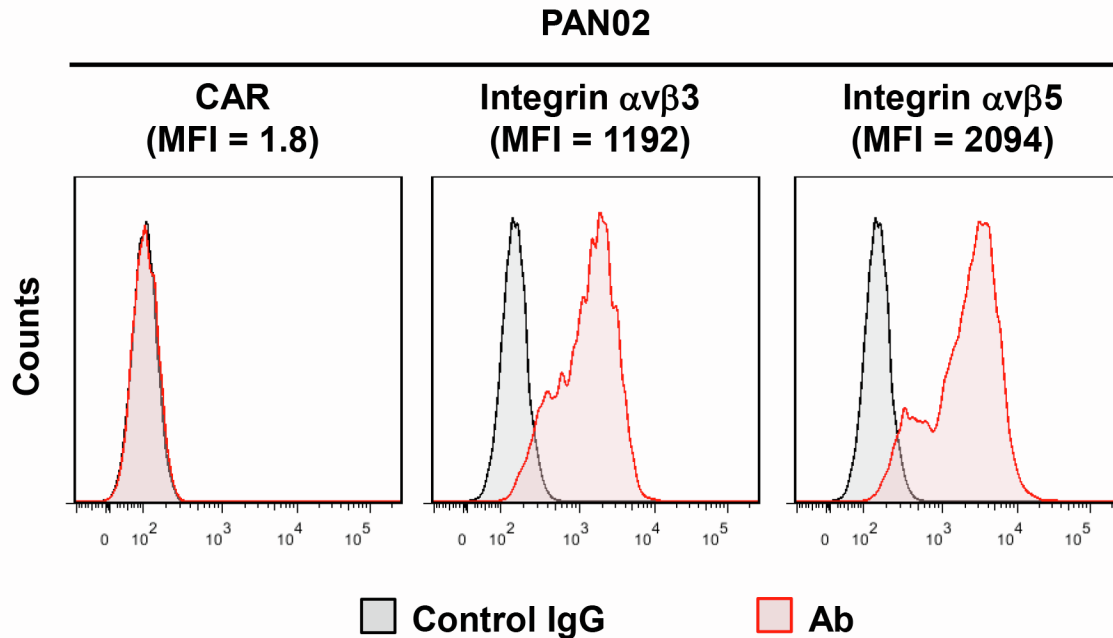 PAN02
CAR
(MFI = 1.8)
Integrin αvβ3
(MFI = 1192)
Integrin αvβ5
(MFI = 2094)
Counts
0 10² 10³ 10⁴ 10⁵
0 10² 10³ 10⁴ 10⁵
0 10² 10³ 10⁴ 10⁵
Control IgG
Ab